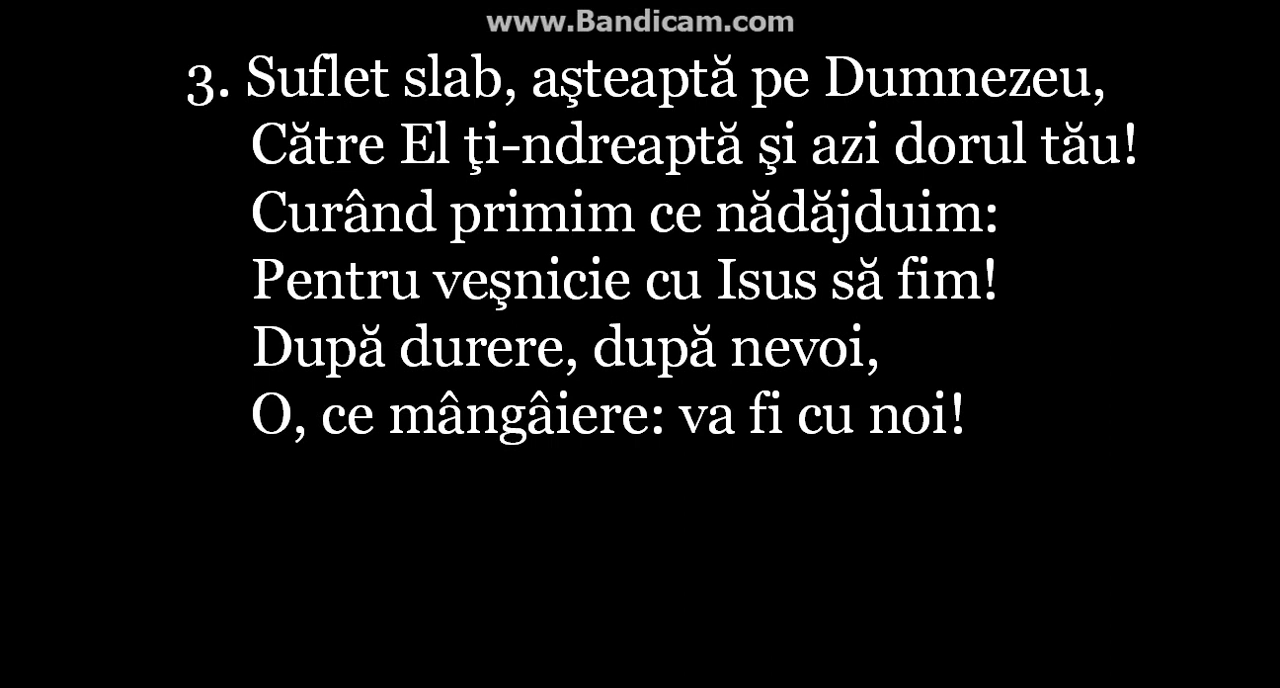 www.Bandicam.com
3. Suflet slab, aşteaptă pe Dumnezeu,
Către El ţi-ndreaptă şi azi dorul tău!
Curând primim ce nădăjduim:
Pentru veşnicie cu Isus să fim!
După durere, după nevoi,
O, ce mângâiere: va fi cu noi!